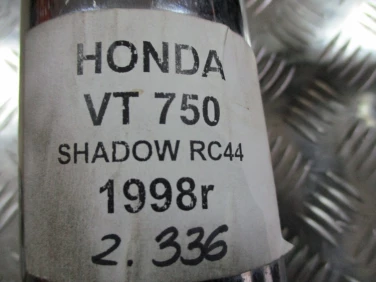 HONDA
VT 750
SHADOW RC44
1998r
2.336